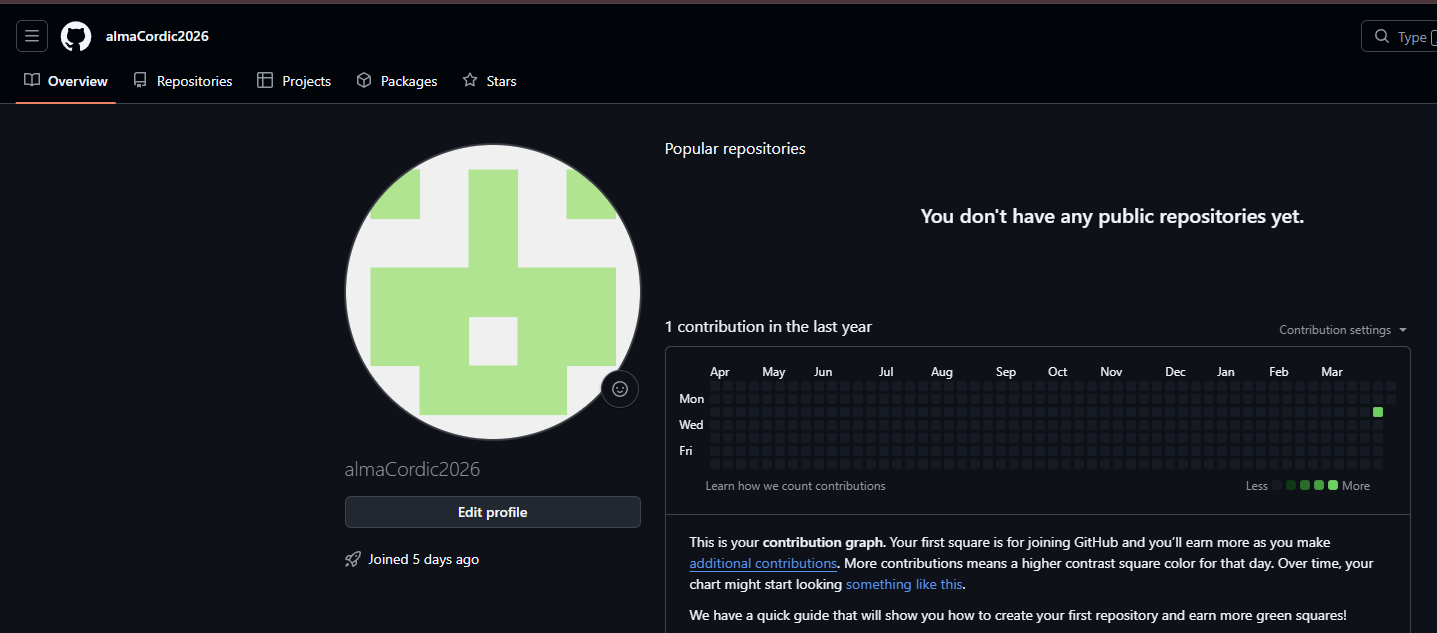 almaCordic2026
Type
Overview Repositories Projects Packages Stars
Popular repositories
You don't have any public repositories yet.
1 contribution in the last year
Contribution settings
Apr May Jun Jul Aug Sep Oct Nov Dec Jan Feb Mar
Mon
Wed
Fri
Learn how we count contributions
Less More
almaCordic2026
Edit profile
Joined 5 days ago
This is your contribution graph. Your first square is for joining GitHub and you’ll earn more as you make
additional contributions. More contributions means a higher contrast square color for that day. Over time, your
chart might start looking something like this.
We have a quick guide that will show you how to create your first repository and earn more green squares!